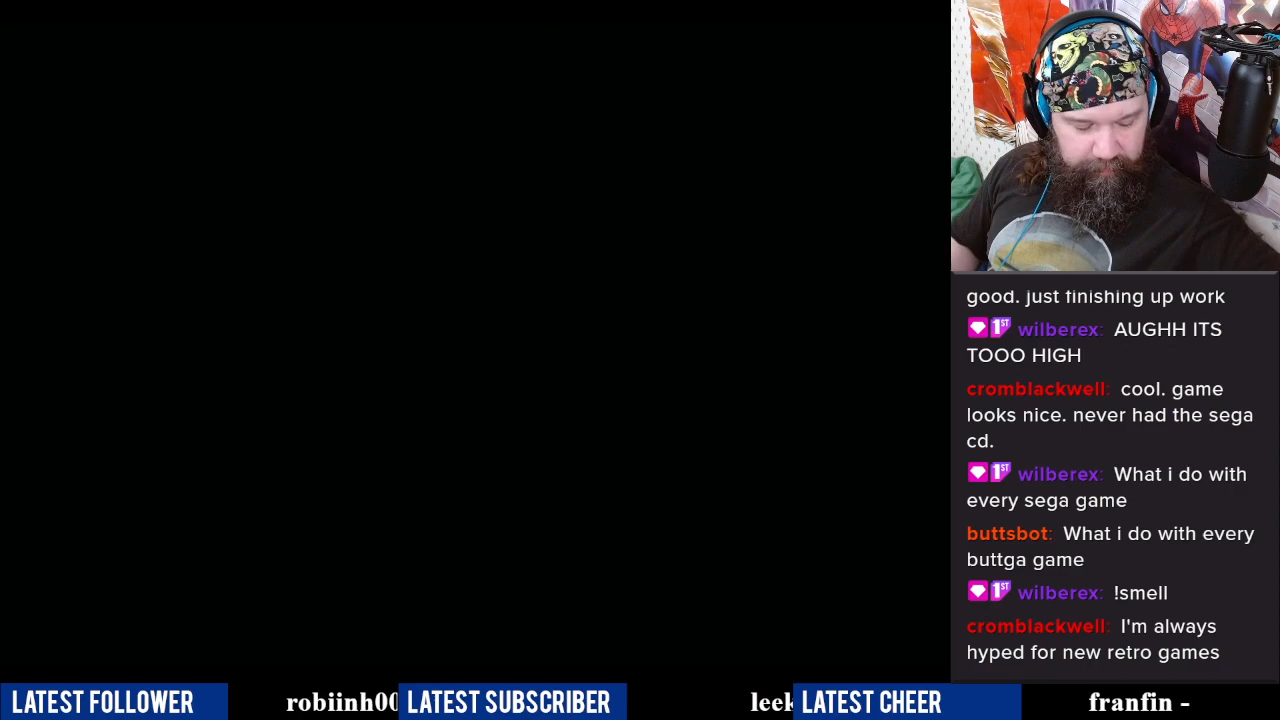 good. just finishing up work
wilberex: AUGHH ITS
TOOO HIGH
cromblackwell: cool. game
looks nice. never had the sega
cd.
wilberex: What i do with
every sega game
buttsbot: What i do with every
buttga game
wilberex: !smell
cromblackwell: I'm always
hyped for new retro games
LATEST FOLLOWER robiinh00 LATEST SUBSCRIBER leek LATEST CHEER franfin -